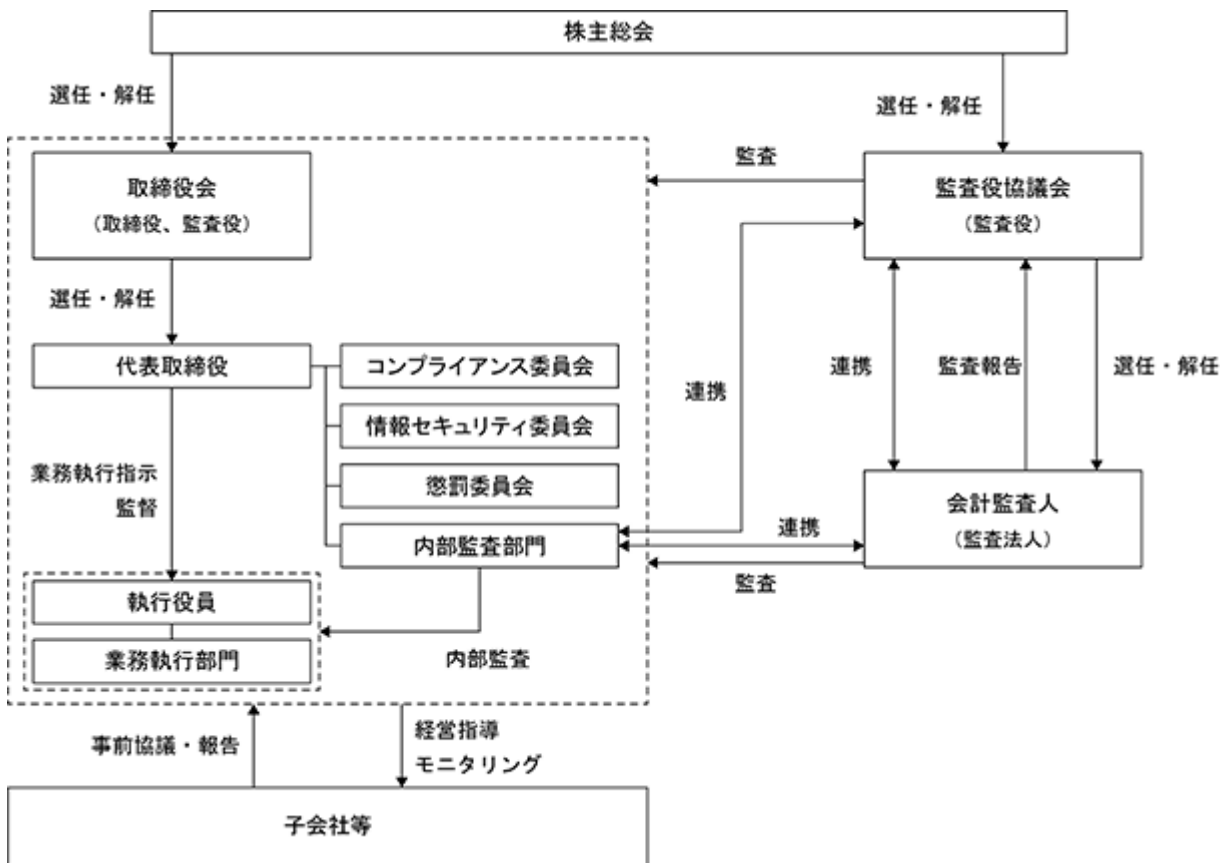 株主総会
選任・解任
選任・解任
取締役会
（取締役、監査役）
監査
監査役協議会
（監査役）
選任・解任
代表取締役
コンプライアンス委員会
情報セキュリティ委員会
懲罰委員会
内部監査部門
連携
連携
監査報告
選任・解任
業務執行指示
監督
会計監査人
（監査法人）
連携
監査
執行役員
業務執行部門
内部監査
事前協議・報告
経営指導
モニタリング
子会社等